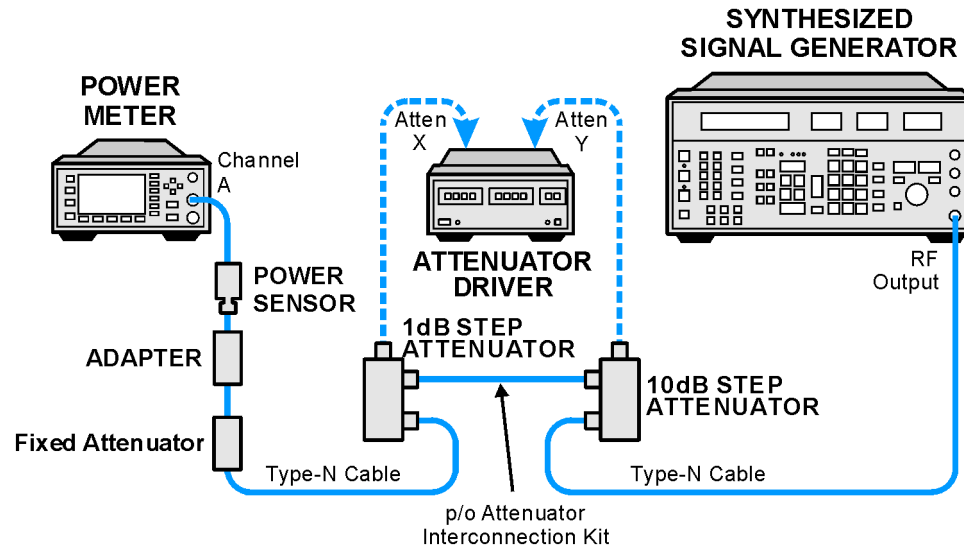 SYNTHESIZED
SIGNAL GENERATOR
POWER
METER
Channel
A
Atten
X
Atten
Y
RF
Output
ATTENUATOR
DRIVER
POWER
SENSOR
1dB STEP
ATTENUATOR
ADAPTER
10dB STEP
ATTENUATOR
Fixed Attenuator
Type-N Cable
Type-N Cable
p/o Attenuator
Interconnection Kit